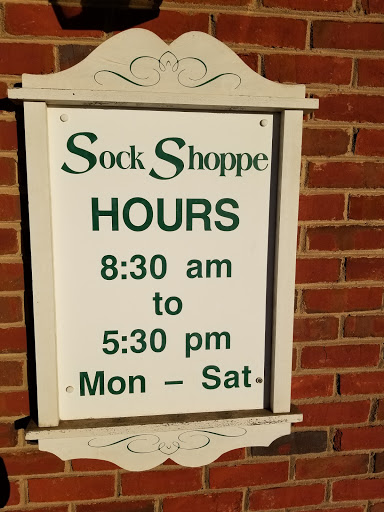 Sock Shoppe
HOURS
8:30 am
to
5:30 pm
Mon – Sat